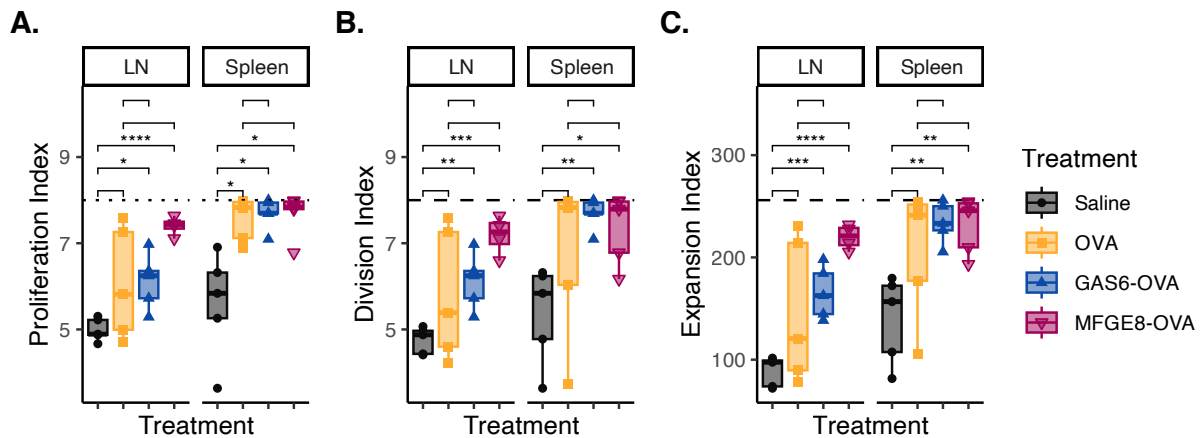 A.
B.
C.
LN
Spleen
LN
Spleen
LN
Spleen
Proliferation Index
9
7
5
****
*
*
*
*
Treatment
Division Index
9
7
5
***
**
*
**
Treatment
Expansion Index
300
200
100
****
***
**
**
Treatment
Treatment
Saline
OVA
GAS6-OVA
MFGE8-OVA